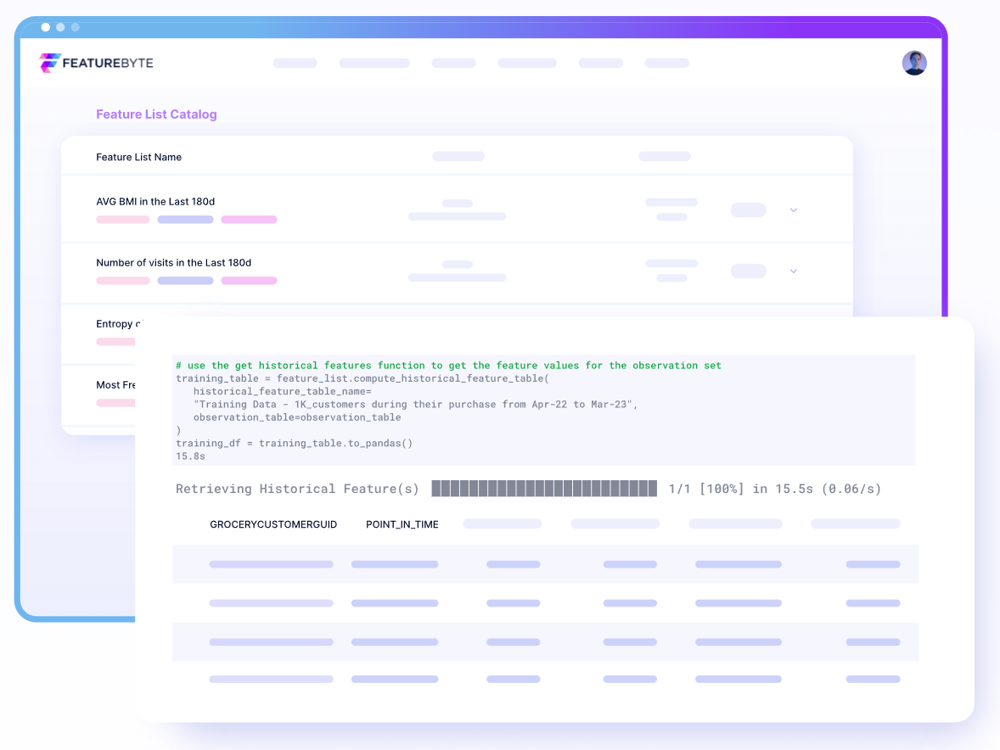 FEATUREBYTE
Feature List Catalog
Feature List Name
AVG BMI in the Last 180d
Number of visits in the Last 180d
Entropy
Most Fre
# use the get historical features function to get the feature values for the observation set
training_table = feature_list.compute_historical_feature_table(
historical_feature_table_name=
"Training Data - 1K_customers during their purchase from Apr-22 to Mar-23",
observation_table=observation_table
)
training_df = training_table.to_pandas()
15.8s
Retrieving Historical Feature(s) 1/1 [100%] in 15.5s (0.06/s)
GROCERYCUSTOMERGUID POINT_IN_TIME